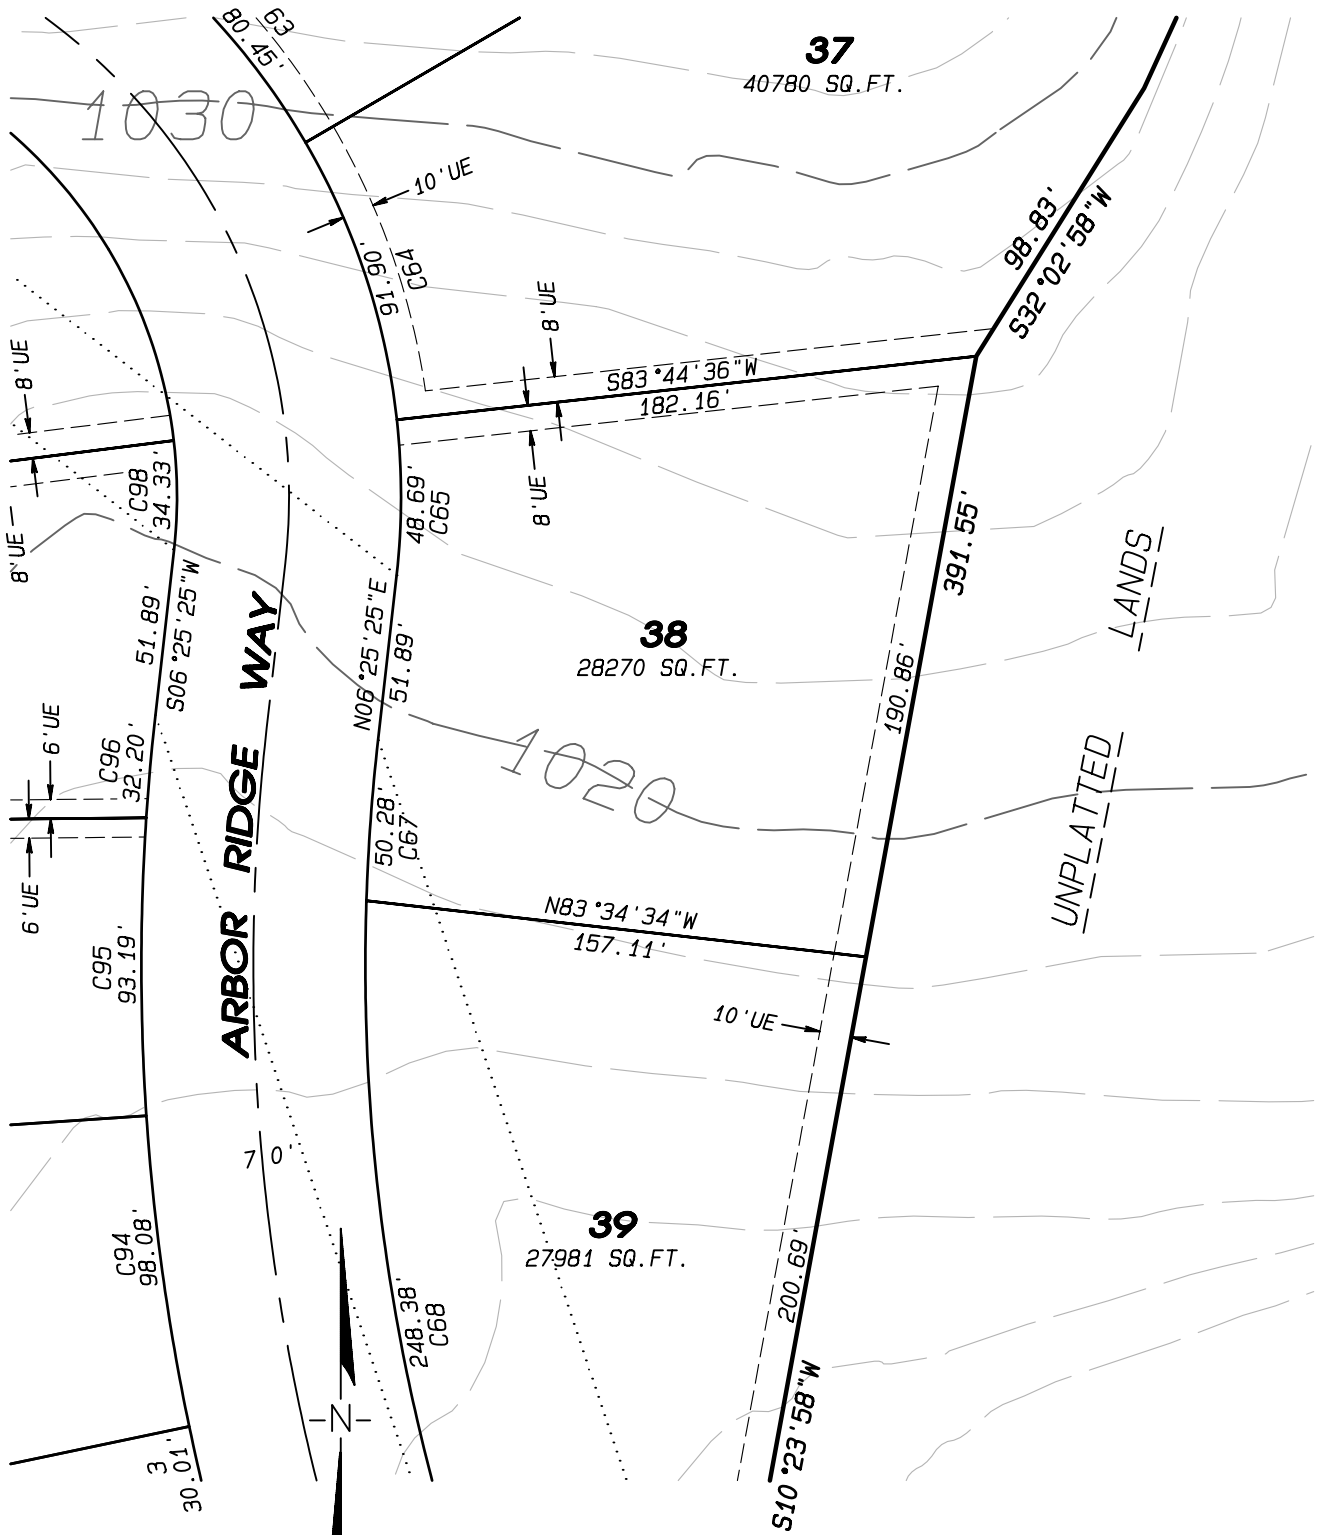 63
80.45'
37
40780 SQ.FT.
1030
10'UE
98.83'
S32°02'58"W
91.90'
C64
8'UE
8'UE
S83°44'36"W
182.16'
C98
34.33'
48.69'
C65
8'UE
8'UE
391.55'
LANDS
51.89'
S06°25'25"W
WAY
N06°25'25"E
51.89'
38
28270 SQ.FT.
190.86'
6'UE
C96
32.20'
RIDGE
1020
UNPLATTED
50.28'
C67
6'UE
N83°34'34"W
157.11'
C95
93.19'
ARBOR
10'UE
70'
C94
98.08'
39
27981 SQ.FT.
200.69'
248.38'
C68
-N-
S10°23'58"W
3
30.01'